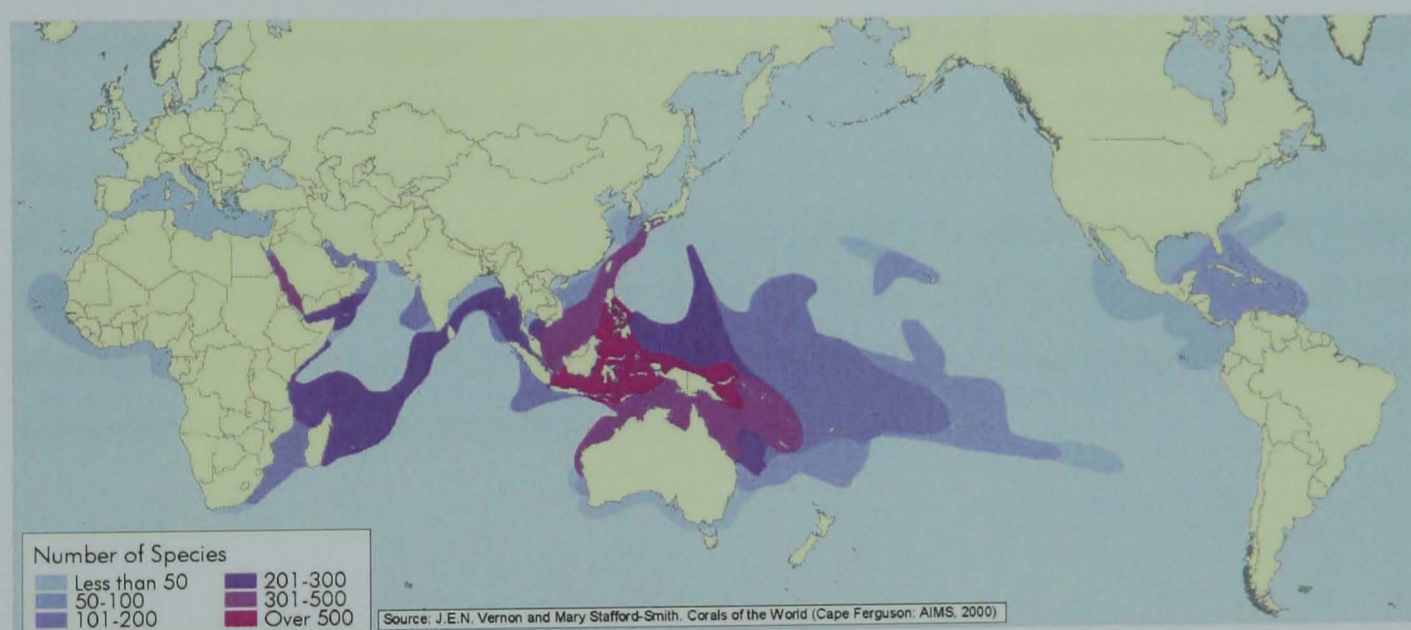 Number of Species
Less than 50
50-100
101-200
201-300
301-500
Over 500
Source: J.E.N. Vernon and Mary Stafford-Smith. Corals of the World (Cape Ferguson: AIMS, 2000)